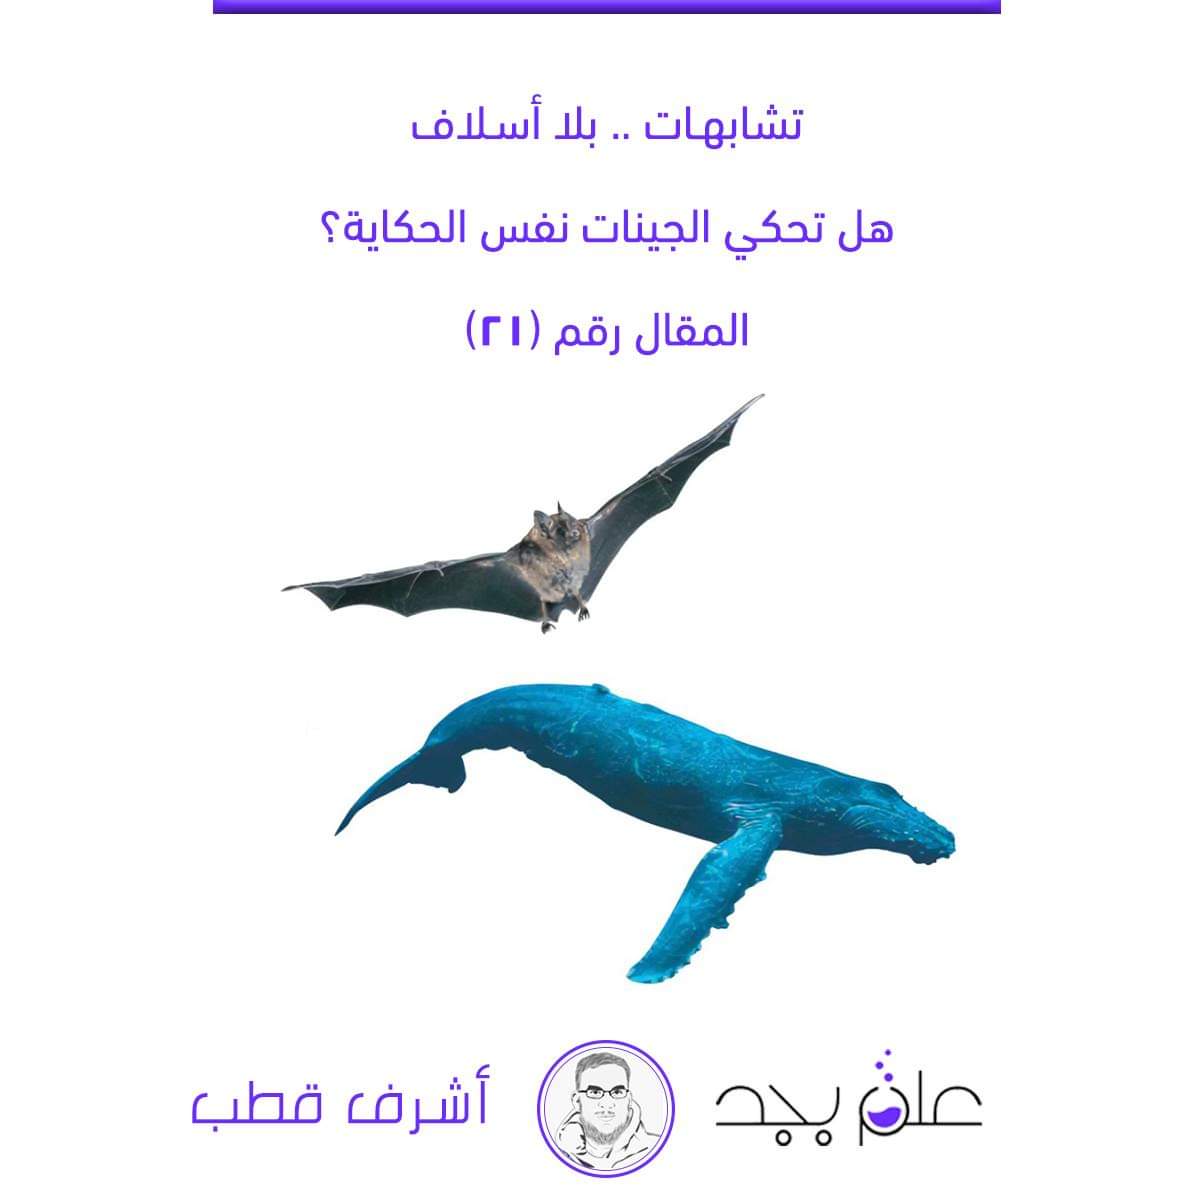 تشابهات .. بلا أسلاف
هل تحكي الجينات نفس الحكاية؟
المقال رقم (٢١)
علم بجد
أشرف قطب